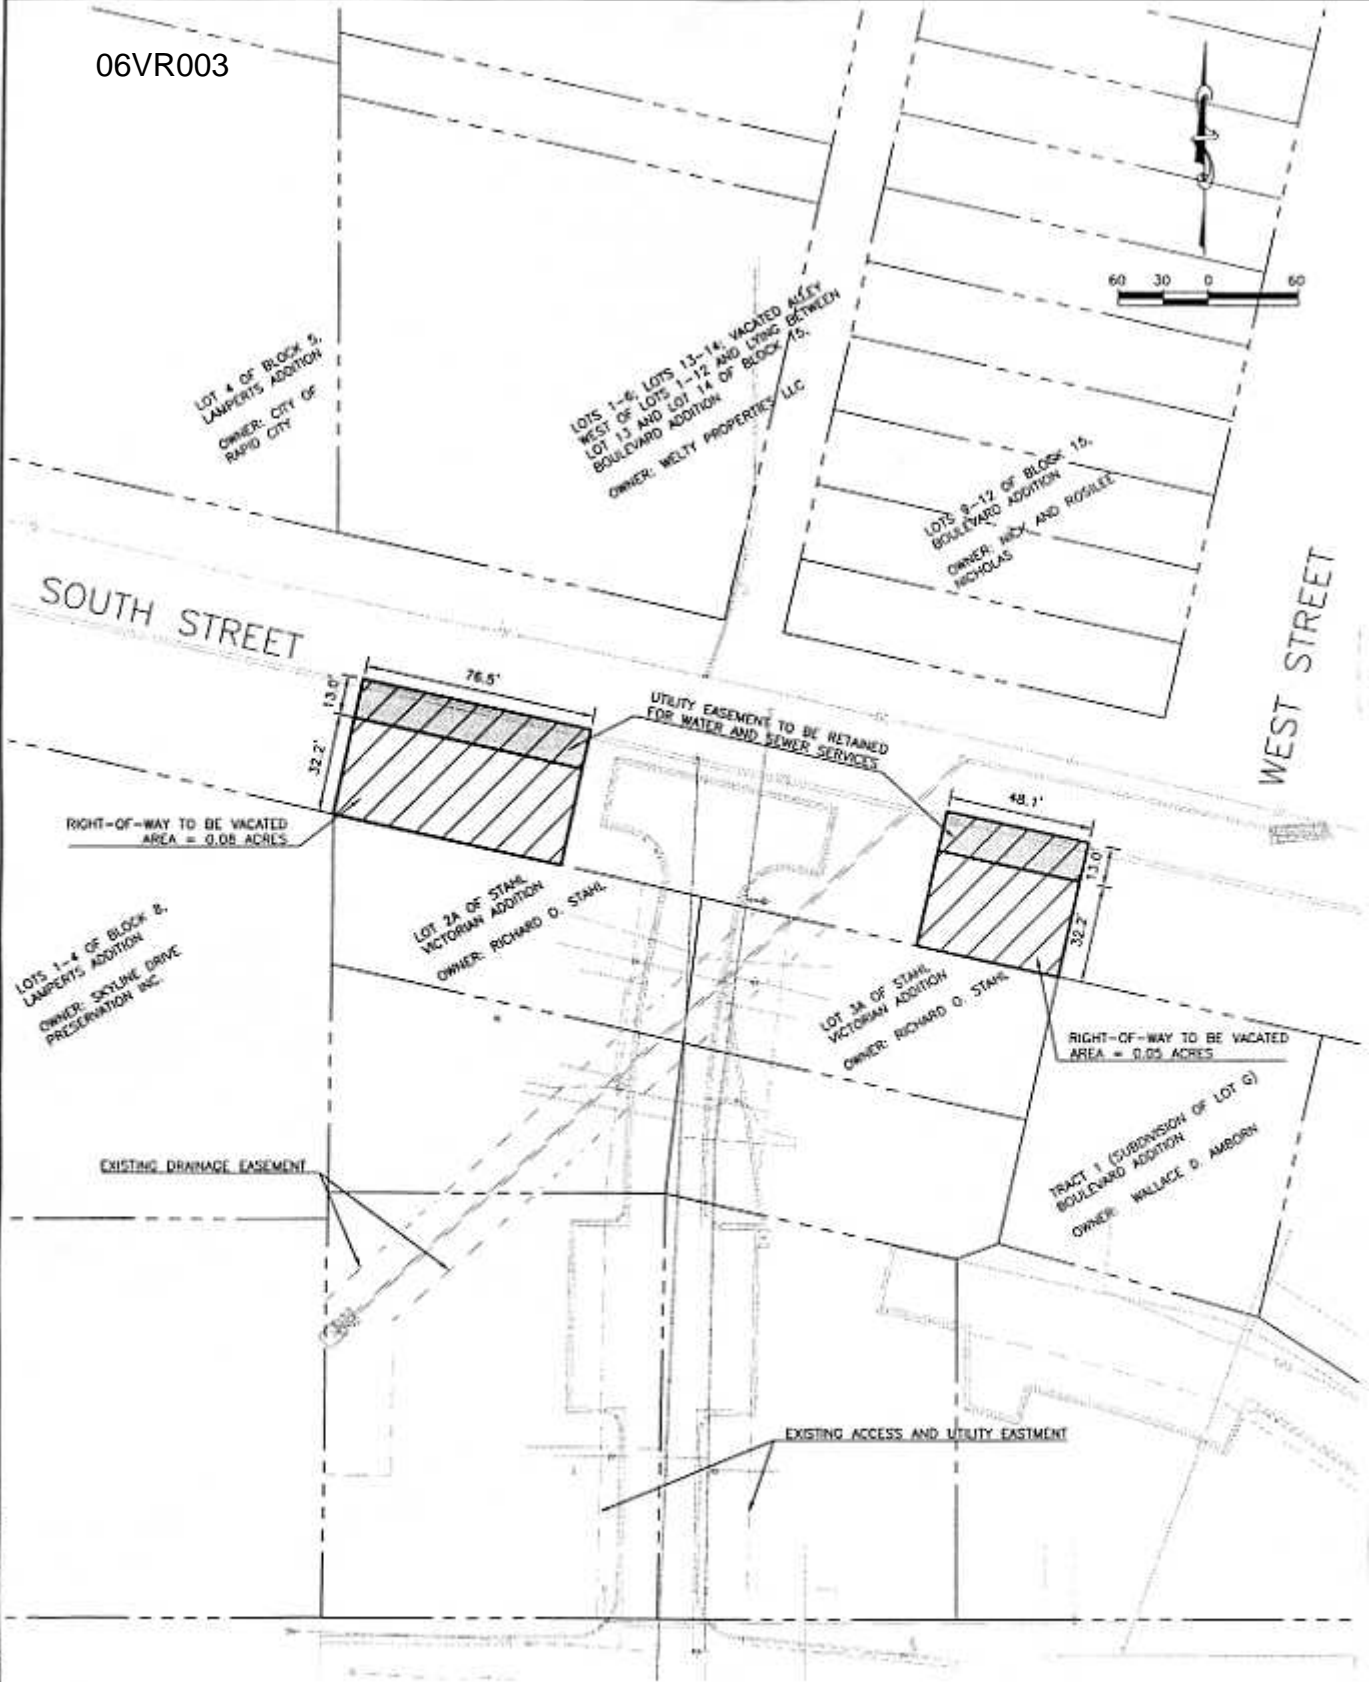 06VR003
60 30 0 60
LOT 4 OF BLOCK 5,
LAMPERTS ADDITION
OWNER: CITY OF
RAPID CITY
LOTS 1-6; LOTS 13-14; VACATED ALLEY
WEST OF LOTS 1-12 AND LYING BETWEEN
LOT 13 AND LOT 14 OF BLOCK 15,
BOULEVARD ADDITION
OWNER: WELTY PROPERTIES LLC
LOTS 9-12 OF BLOCK 15,
BOULEVARD ADDITION
OWNER: NICK AND ROSILEE
NICHOLAS
SOUTH STREET
WEST STREET
76.5'
13.0'
32.2'
UTILITY EASEMENT TO BE RETAINED
FOR WATER AND SEWER SERVICES
48.1'
13.0'
32.2'
RIGHT-OF-WAY TO BE VACATED
AREA = 0.08 ACRES
LOTS 1-4 OF BLOCK 8,
LAMPERTS ADDITION
OWNER: SKYLINE DRIVE
PRESERVATION INC.
LOT 2A OF STAHL
VICTORIAN ADDITION
OWNER: RICHARD O. STAHL
LOT 3A OF STAHL
VICTORIAN ADDITION
OWNER: RICHARD O. STAHL
RIGHT-OF-WAY TO BE VACATED
AREA = 0.05 ACRES
TRACT 1 (SUBDIVISION OF LOT G)
BOULEVARD ADDITION
OWNER: WALLACE D. AMBORN
EXISTING DRAINAGE EASEMENT
EXISTING ACCESS AND UTILITY EASTMENT